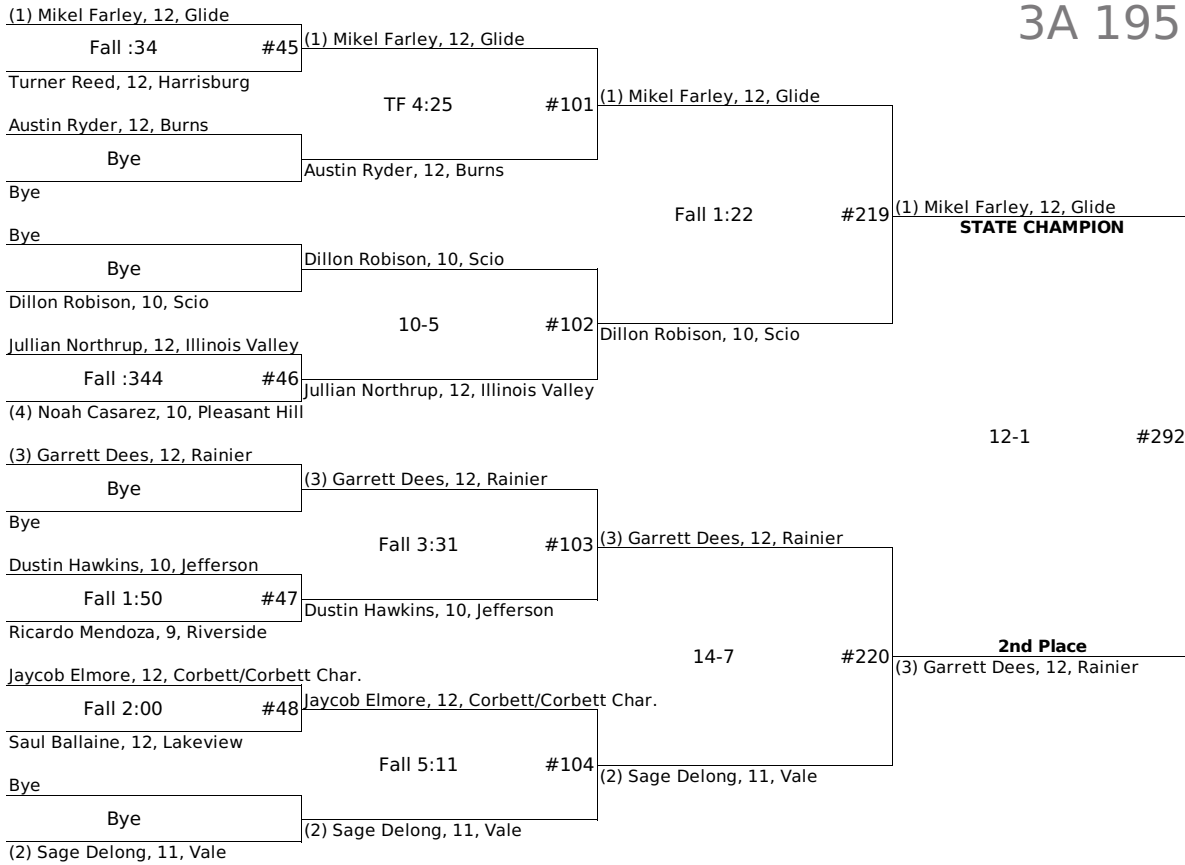 (1) Mikel Farley, 12, Glide
3A 195
Fall :34 #45
(1) Mikel Farley, 12, Glide
Turner Reed, 12, Harrisburg
TF 4:25 #101
(1) Mikel Farley, 12, Glide
Austin Ryder, 12, Burns
Bye
Austin Ryder, 12, Burns
Bye
Fall 1:22 #219
(1) Mikel Farley, 12, Glide
STATE CHAMPION
Bye
Bye
Dillon Robison, 10, Scio
Dillon Robison, 10, Scio
10-5 #102
Dillon Robison, 10, Scio
Jullian Northrup, 12, Illinois Valley
Fall :344 #46
Jullian Northrup, 12, Illinois Valley
(4) Noah Casarez, 10, Pleasant Hill
12-1 #292
(3) Garrett Dees, 12, Rainier
Bye
(3) Garrett Dees, 12, Rainier
Bye
Fall 3:31 #103
(3) Garrett Dees, 12, Rainier
Dustin Hawkins, 10, Jefferson
Fall 1:50 #47
Dustin Hawkins, 10, Jefferson
Ricardo Mendoza, 9, Riverside
14-7 #220
2nd Place
(3) Garrett Dees, 12, Rainier
Jaycob Elmore, 12, Corbett/Corbett Char.
Fall 2:00 #48
Jaycob Elmore, 12, Corbett/Corbett Char.
Saul Ballaine, 12, Lakeview
Fall 5:11 #104
(2) Sage Delong, 11, Vale
Bye
Bye
(2) Sage Delong, 11, Vale
(2) Sage Delong, 11, Vale